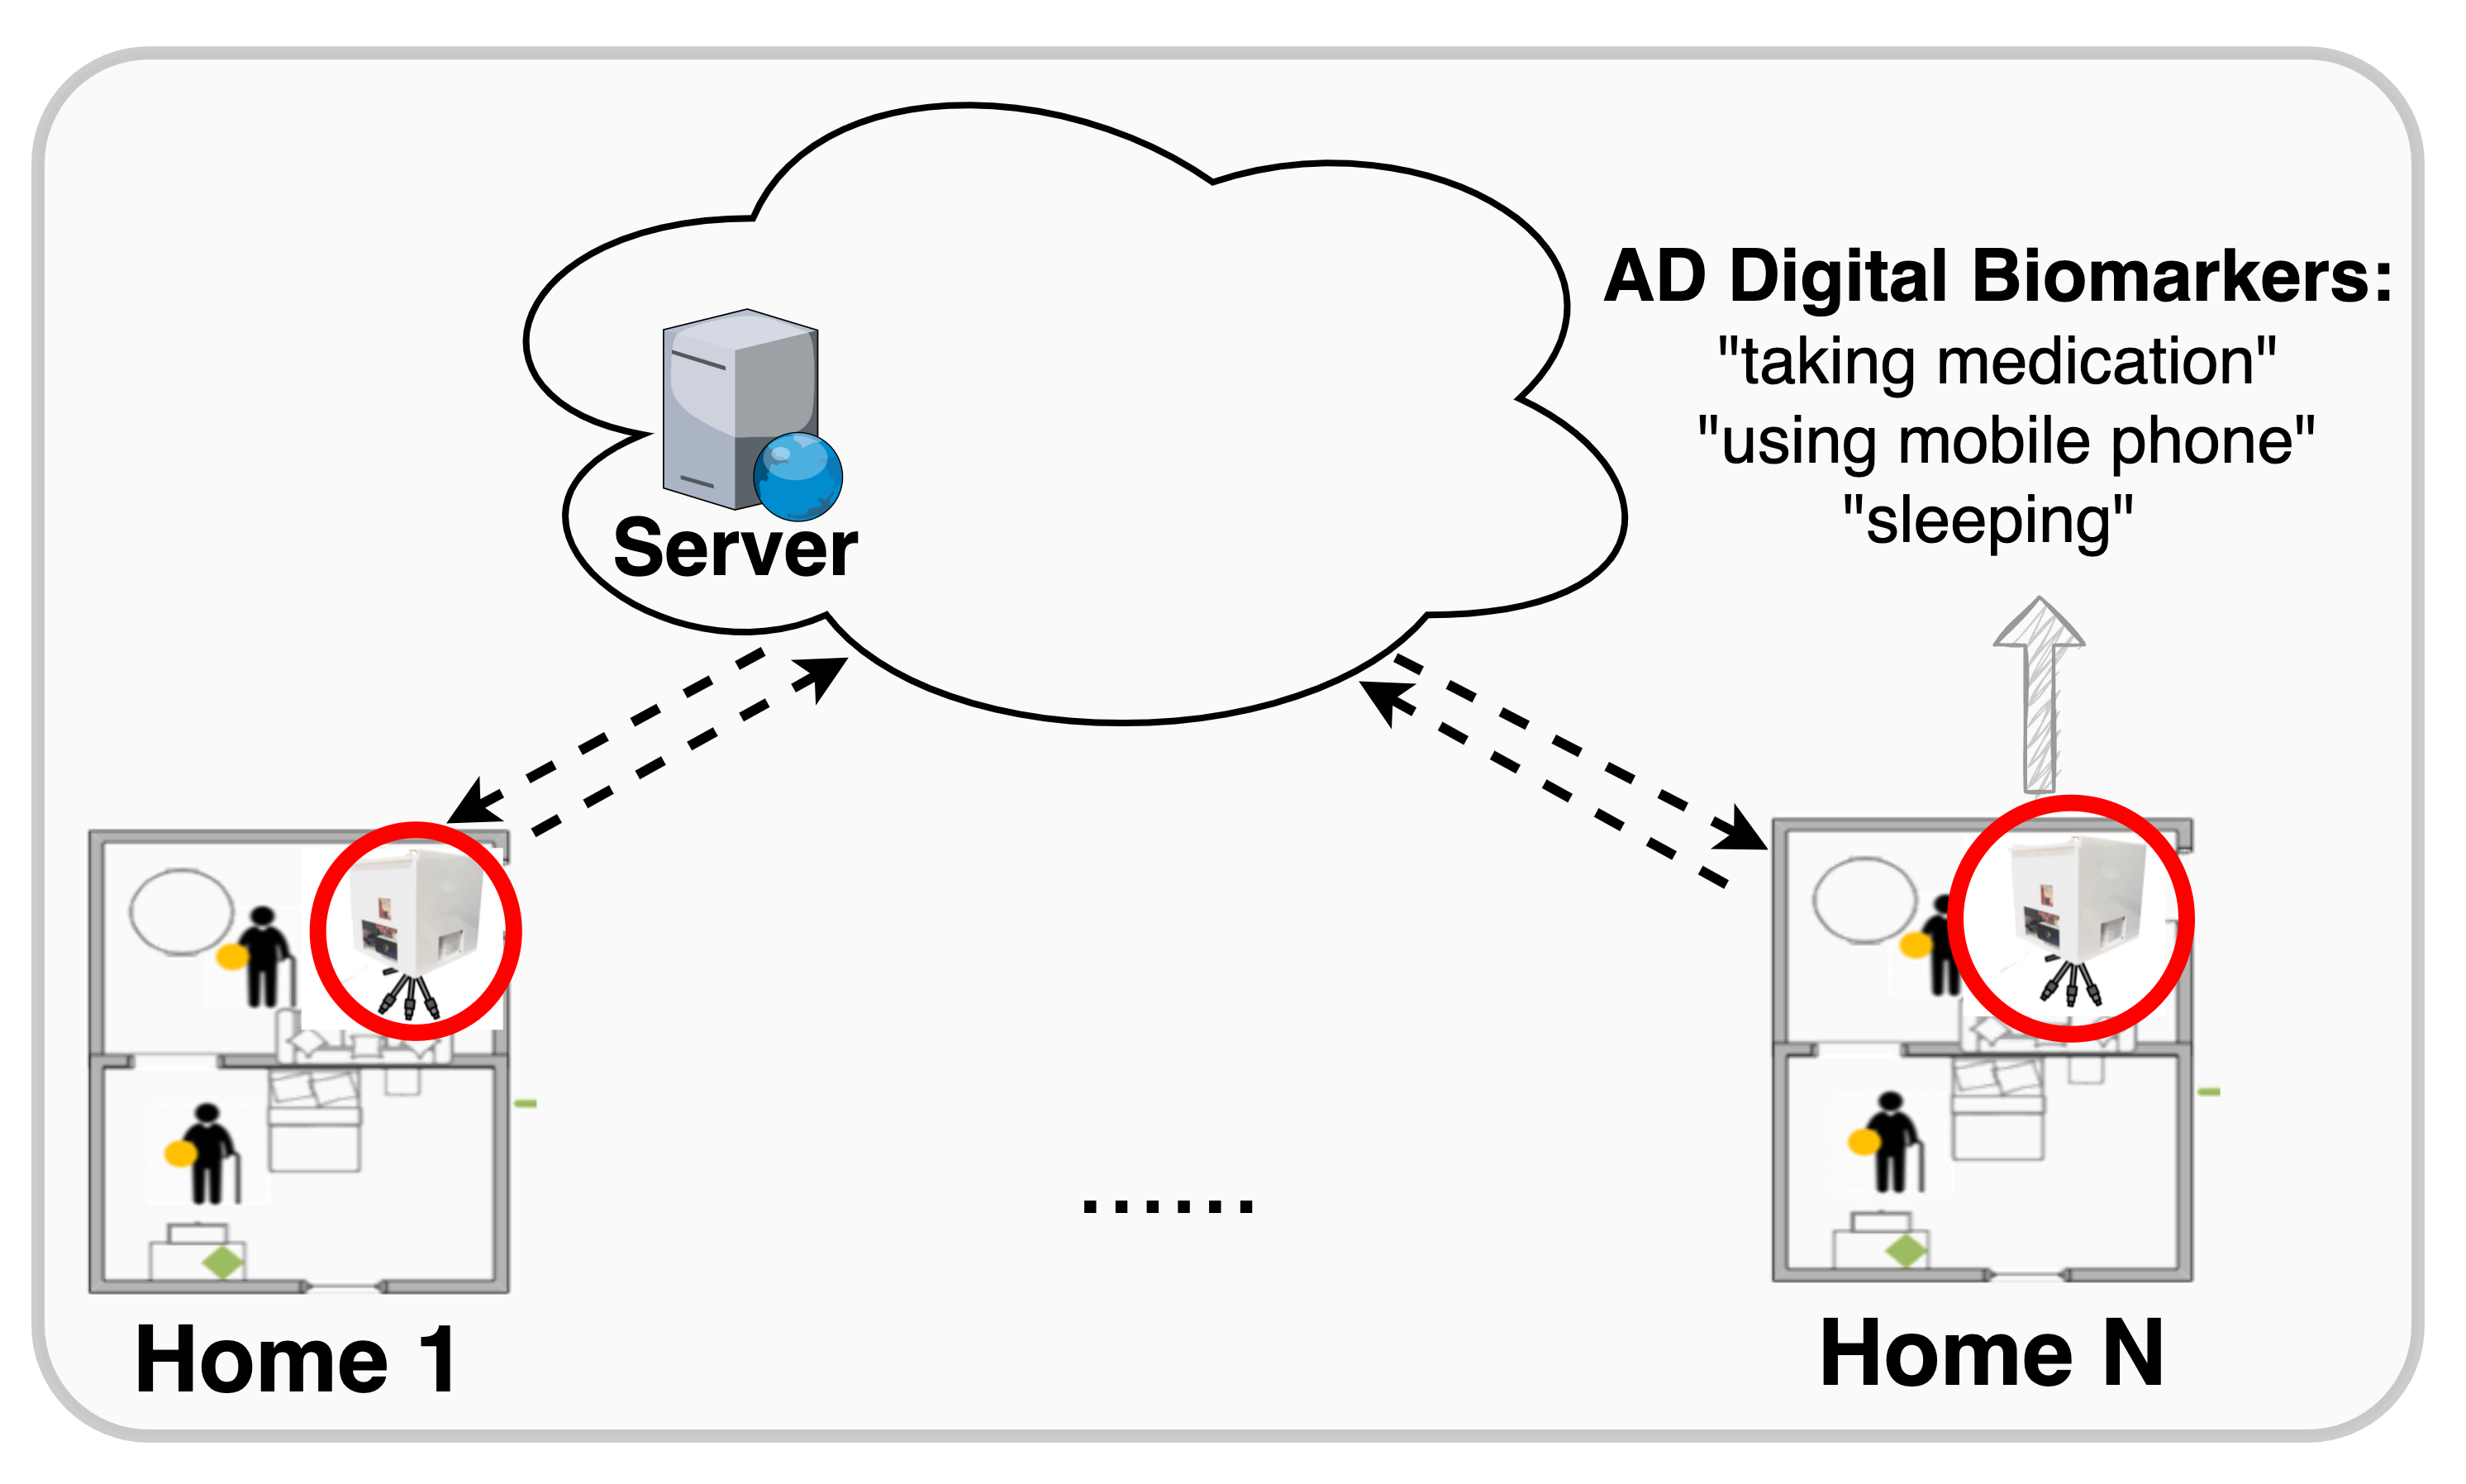 AD Digital Biomarkers:
"taking medication"
"using mobile phone"
"sleeping"
Server
......
Home 1
Home N